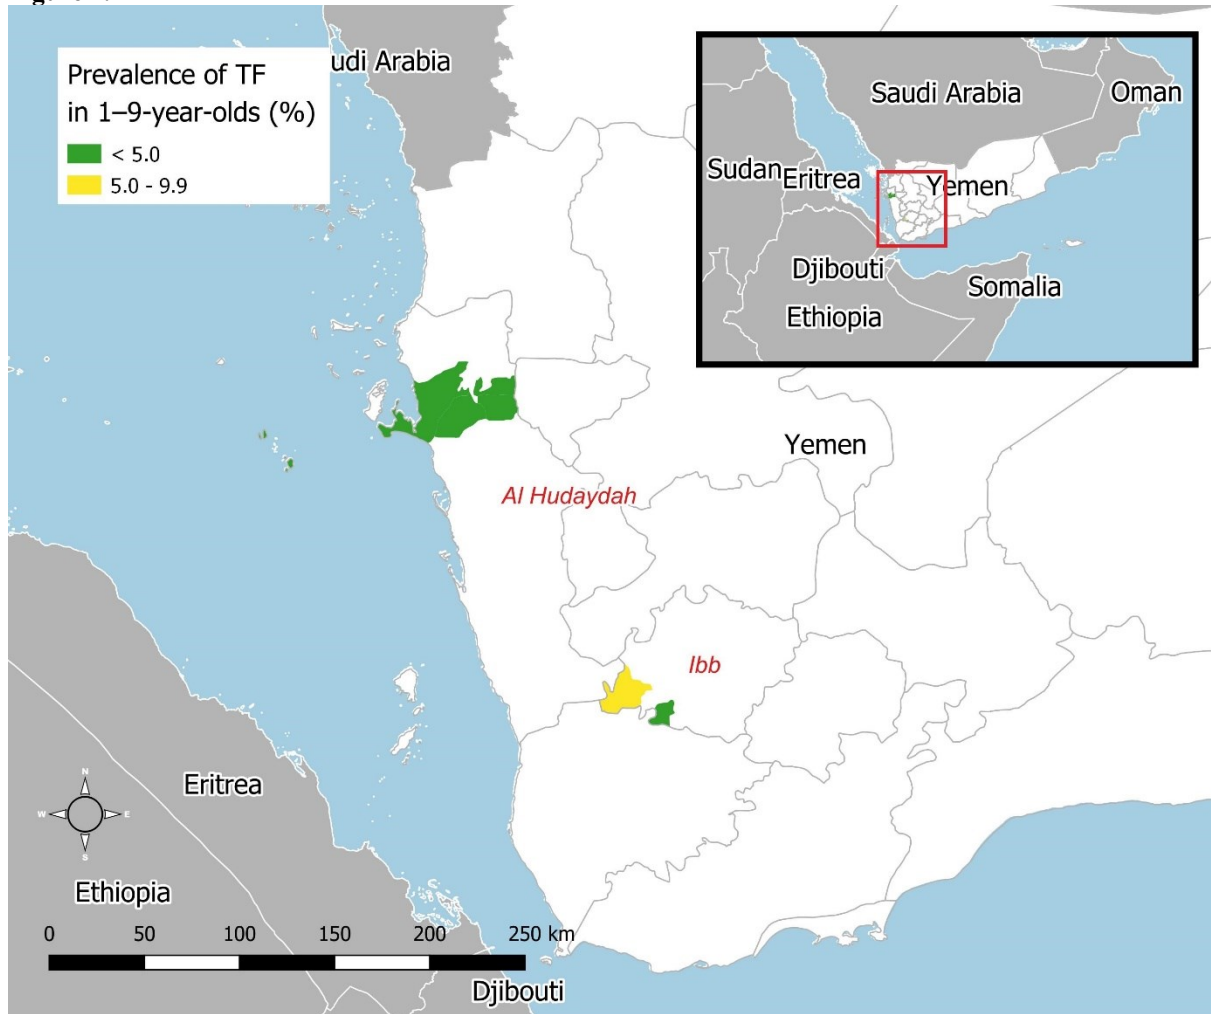 Prevalence of TF
in 1–9-year-olds (%)
< 5.0
5.0 - 9.9
udi Arabia
Saudi Arabia
Oman
Sudan
Eritrea
Yemen
Djibouti
Somalia
Ethiopia
Yemen
Al Hudaydah
Ibb
Eritrea
N
W
E
S
Ethiopia
0 50 100 150 200 250 km
Djibouti